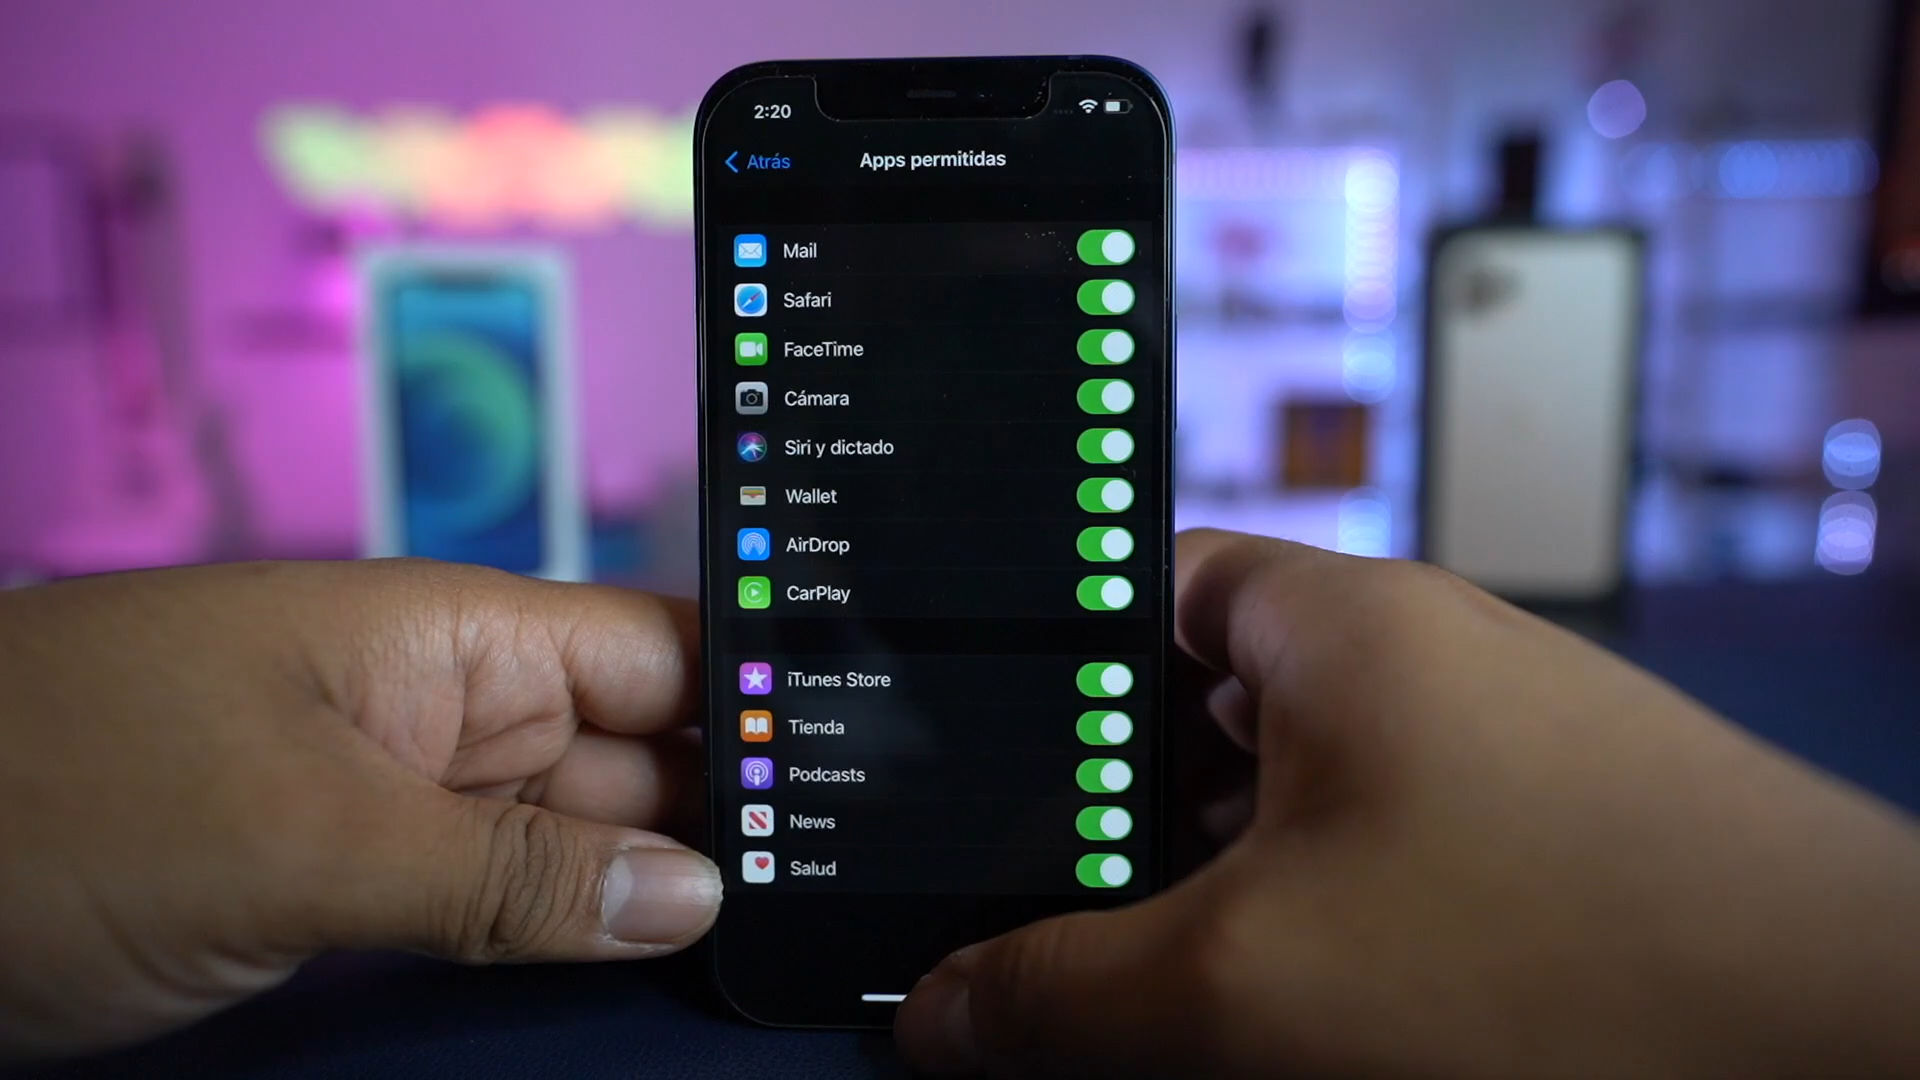 2:20
Atrás
Apps permitidas
Mail
Safari
FaceTime
Cámara
Siri y dictado
Wallet
AirDrop
CarPlay
iTunes Store
Tienda
Podcasts
News
Salud